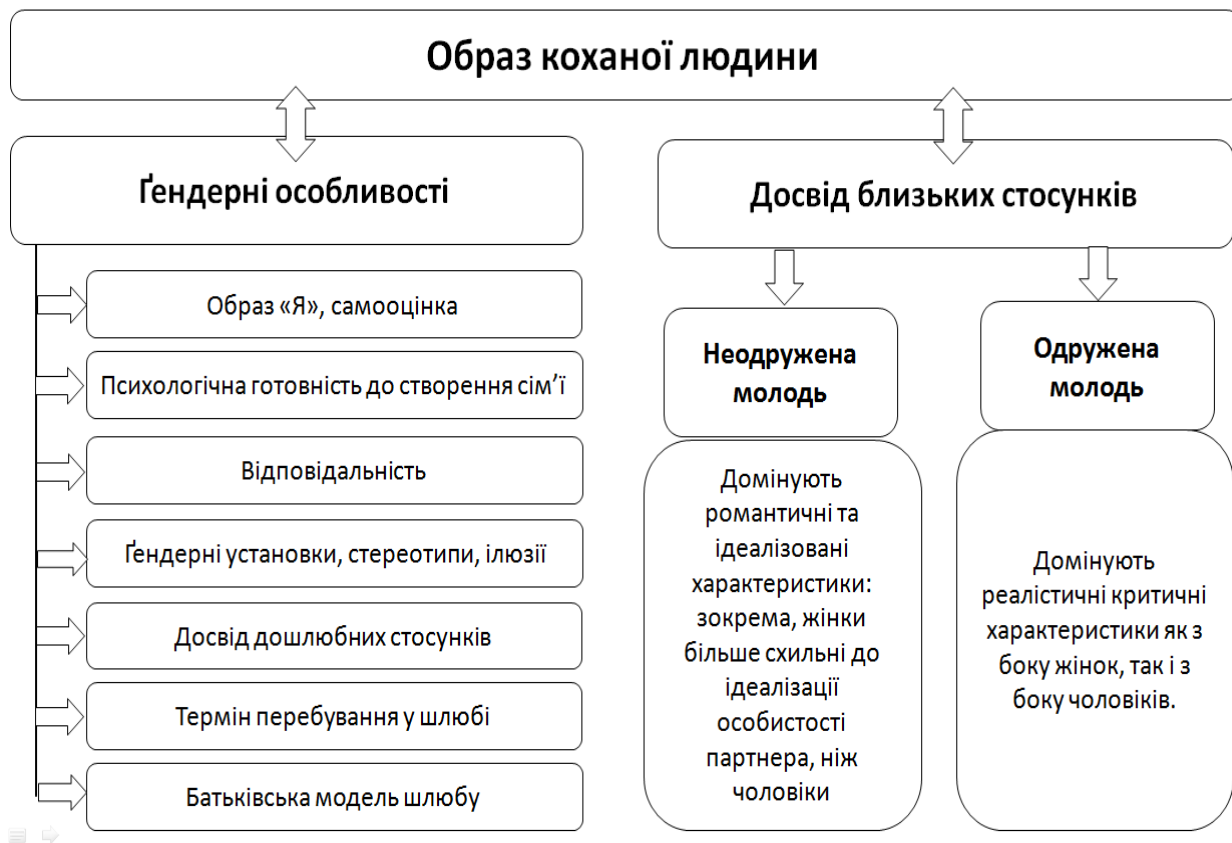 Образ коханої людини
Ґендерні особливості
Образ «Я», самооцінка
Психологічна готовність до створення сім’ї
Відповідальність
Ґендерні установки, стереотипи, ілюзії
Досвід дошлюбних стосунків
Термін перебування у шлюбі
Батьківська модель шлюбу
Досвід близьких стосунків
Неодружена
молодь
Домінують
романтичні та
ідеалізовані
характеристики:
зокрема, жінки
більше схильні до
ідеалізації
особистості
партнера, ніж
чоловіки
Одружена
молодь
Домінують
реалістичні критичні
характеристики як з
боку жінок, так і з
боку чоловіків.